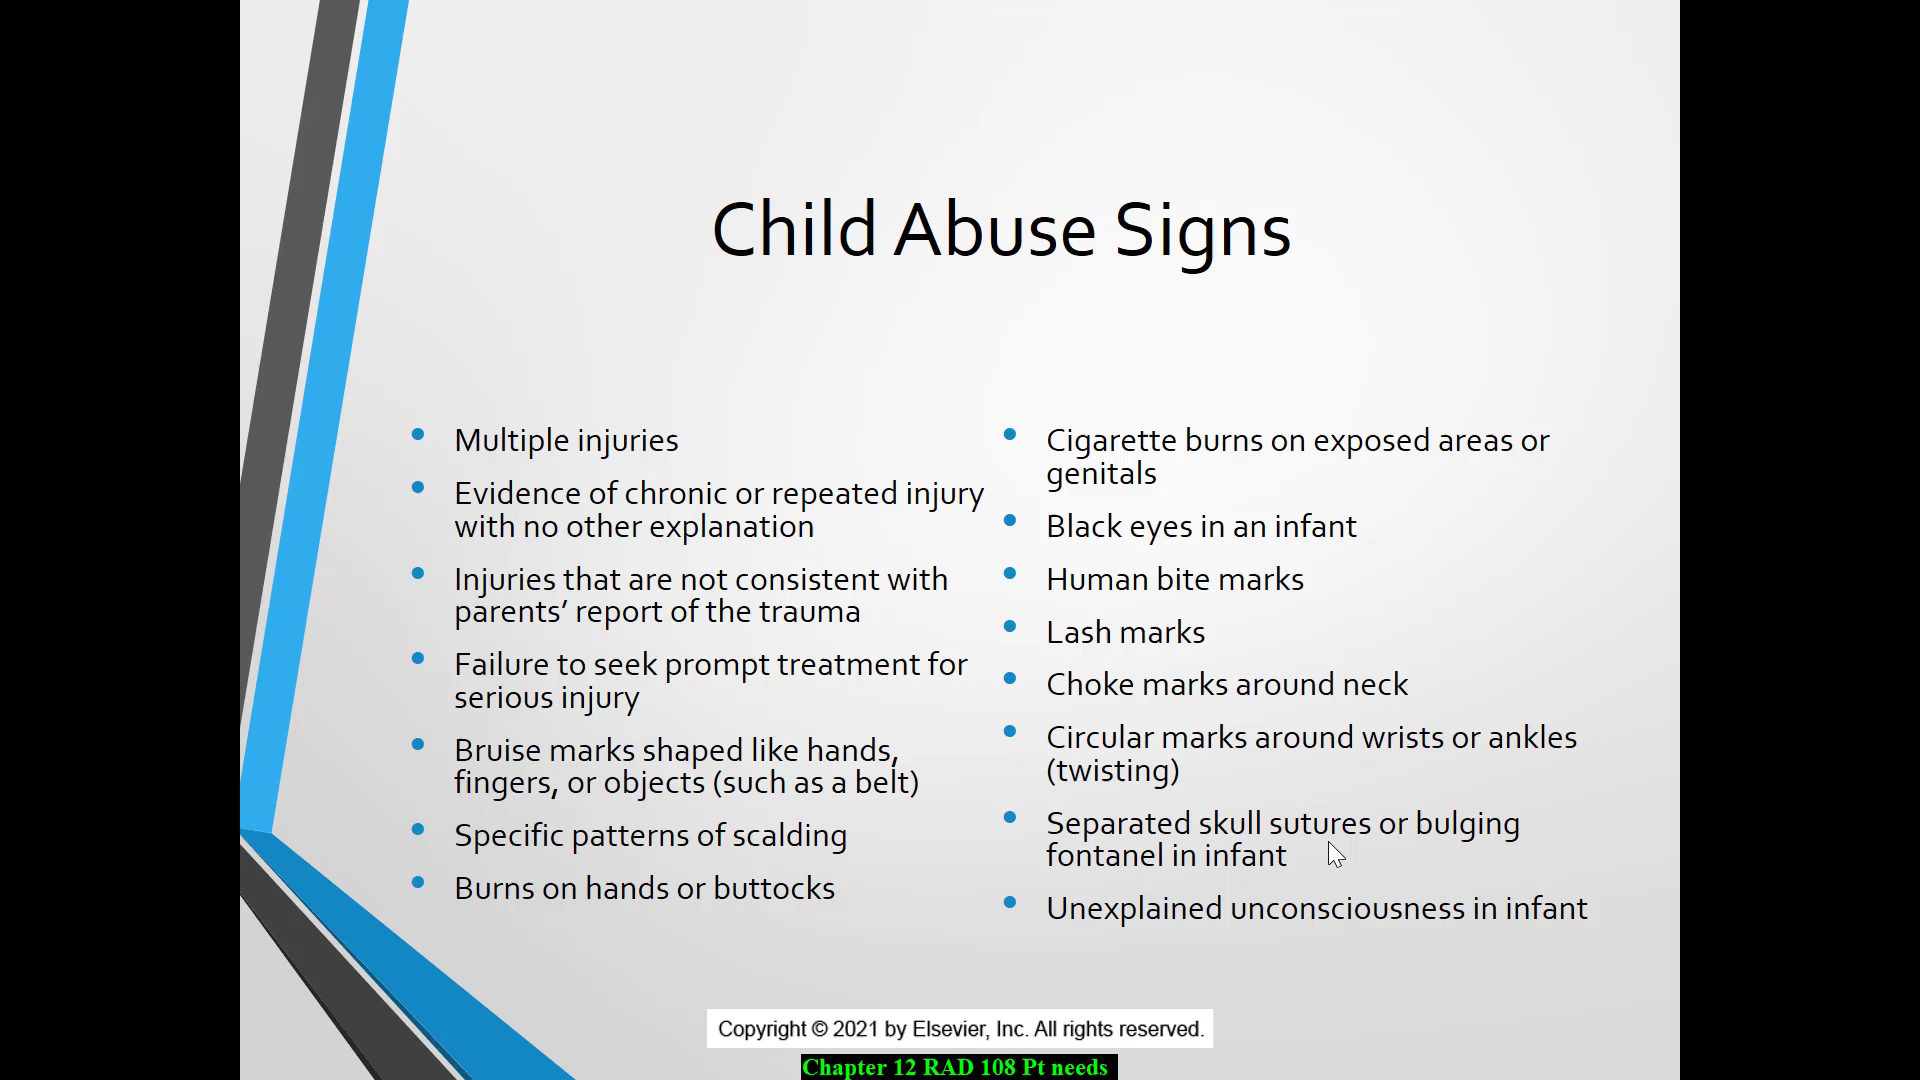 Child Abuse Signs
• Multiple injuries
• Evidence of chronic or repeated injury
with no other explanation
• Injuries that are not consistent with
parents’ report of the trauma
• Failure to seek prompt treatment for
serious injury
• Bruise marks shaped like hands,
fingers, or objects (such as a belt)
• Specific patterns of scalding
• Burns on hands or buttocks
• Cigarette burns on exposed areas or
genitals
• Black eyes in an infant
• Human bite marks
• Lash marks
• Choke marks around neck
• Circular marks around wrists or ankles
(twisting)
• Separated skull sutures or bulging
fontanel in infant
• Unexplained unconsciousness in infant
Copyright © 2021 by Elsevier, Inc. All rights reserved.
Chapter 12 RAD 108 Pt needs